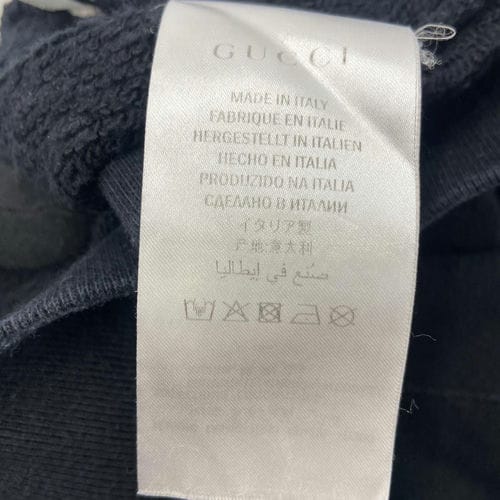 GUCCI
MADE IN ITALY
FABRIQUE EN ITALIE
HERGESTELLT IN ITALIEN
HECHO EN ITALIA
PRODUZIDO NA ITALIA
СДЕЛАНО В ИТАЛИИ
イタリア製
产地:意大利
صنع في إيطاليا